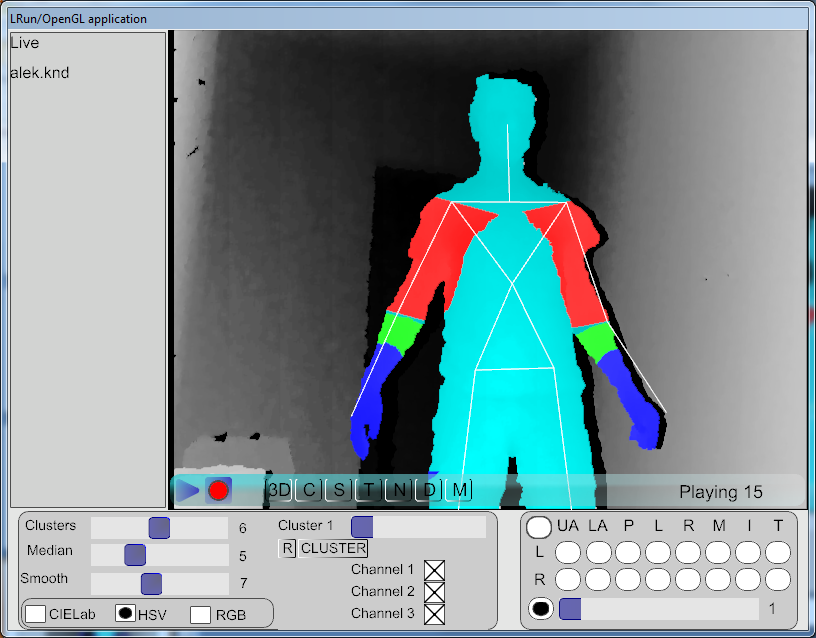 LRun/OpenGL application
Live
alek.knd
3D C S T N D M
Playing 15
Clusters 6
Median 5
Smooth 7
CIELab HSV RGB
Cluster 1
R CLUSTER
Channel 1
Channel 2
Channel 3
UA LA P L R M I T
L
R
1